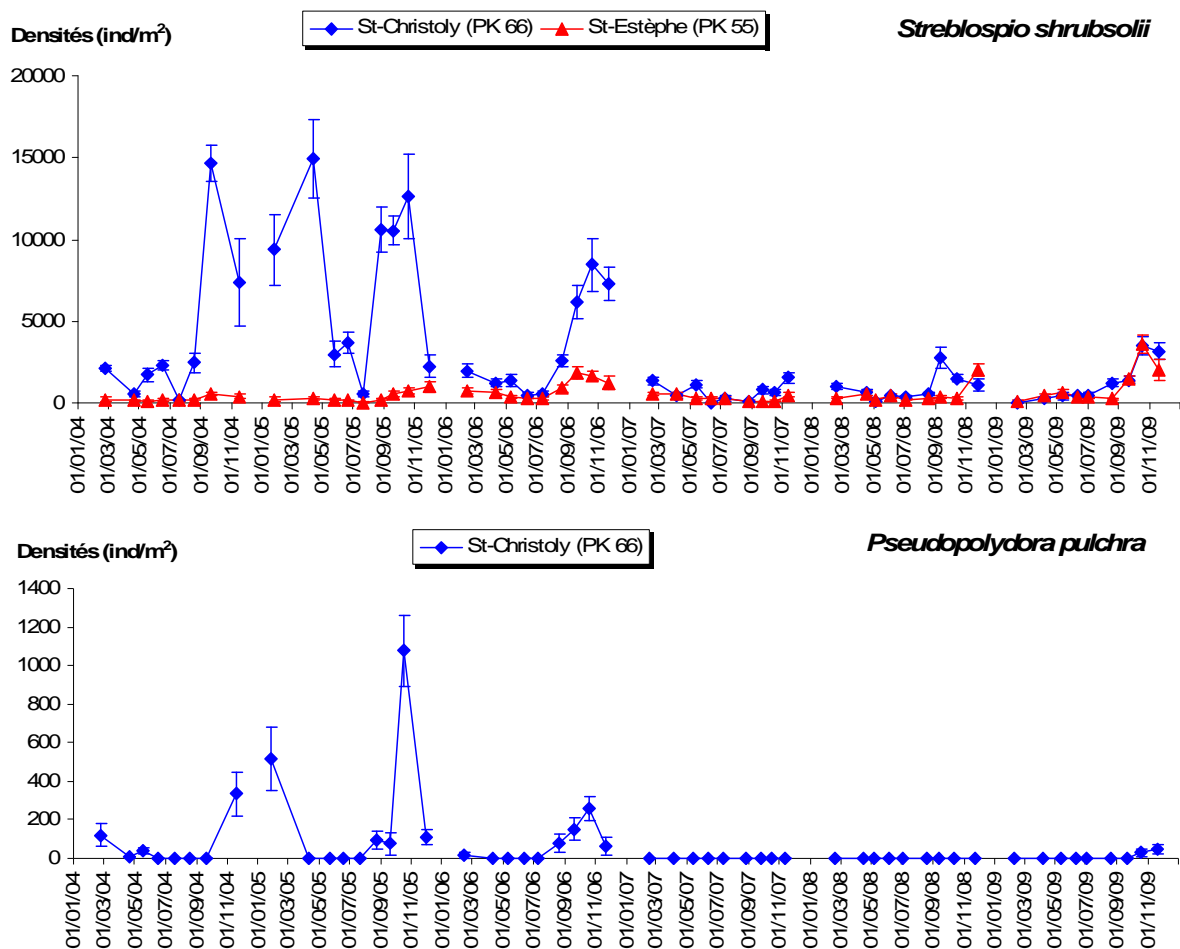 Densités (ind/m²)
St-Christoly (PK 66) St-Estèphe (PK 55)
Streblospio shrubsolii
20000
15000
10000
5000
0
01/01/04 01/03/04 01/05/04 01/07/04 01/09/04 01/11/04 01/01/05 01/03/05 01/05/05 01/07/05 01/09/05 01/11/05 01/01/06 01/03/06 01/05/06 01/07/06 01/09/06 01/11/06 01/01/07 01/03/07 01/05/07 01/07/07 01/09/07 01/11/07 01/01/08 01/03/08 01/05/08 01/07/08 01/09/08 01/11/08 01/01/09 01/03/09 01/05/09 01/07/09 01/09/09 01/11/09
Densités (ind/m²)
St-Christoly (PK 66)
Pseudopolydora pulchra
1400
1200
1000
800
600
400
200
0
01/01/04 01/03/04 01/05/04 01/07/04 01/09/04 01/11/04 01/01/05 01/03/05 01/05/05 01/07/05 01/09/05 01/11/05 01/01/06 01/03/06 01/05/06 01/07/06 01/09/06 01/11/06 01/01/07 01/03/07 01/05/07 01/07/07 01/09/07 01/11/07 01/01/08 01/03/08 01/05/08 01/07/08 01/09/08 01/11/08 01/01/09 01/03/09 01/05/09 01/07/09 01/09/09 01/11/09